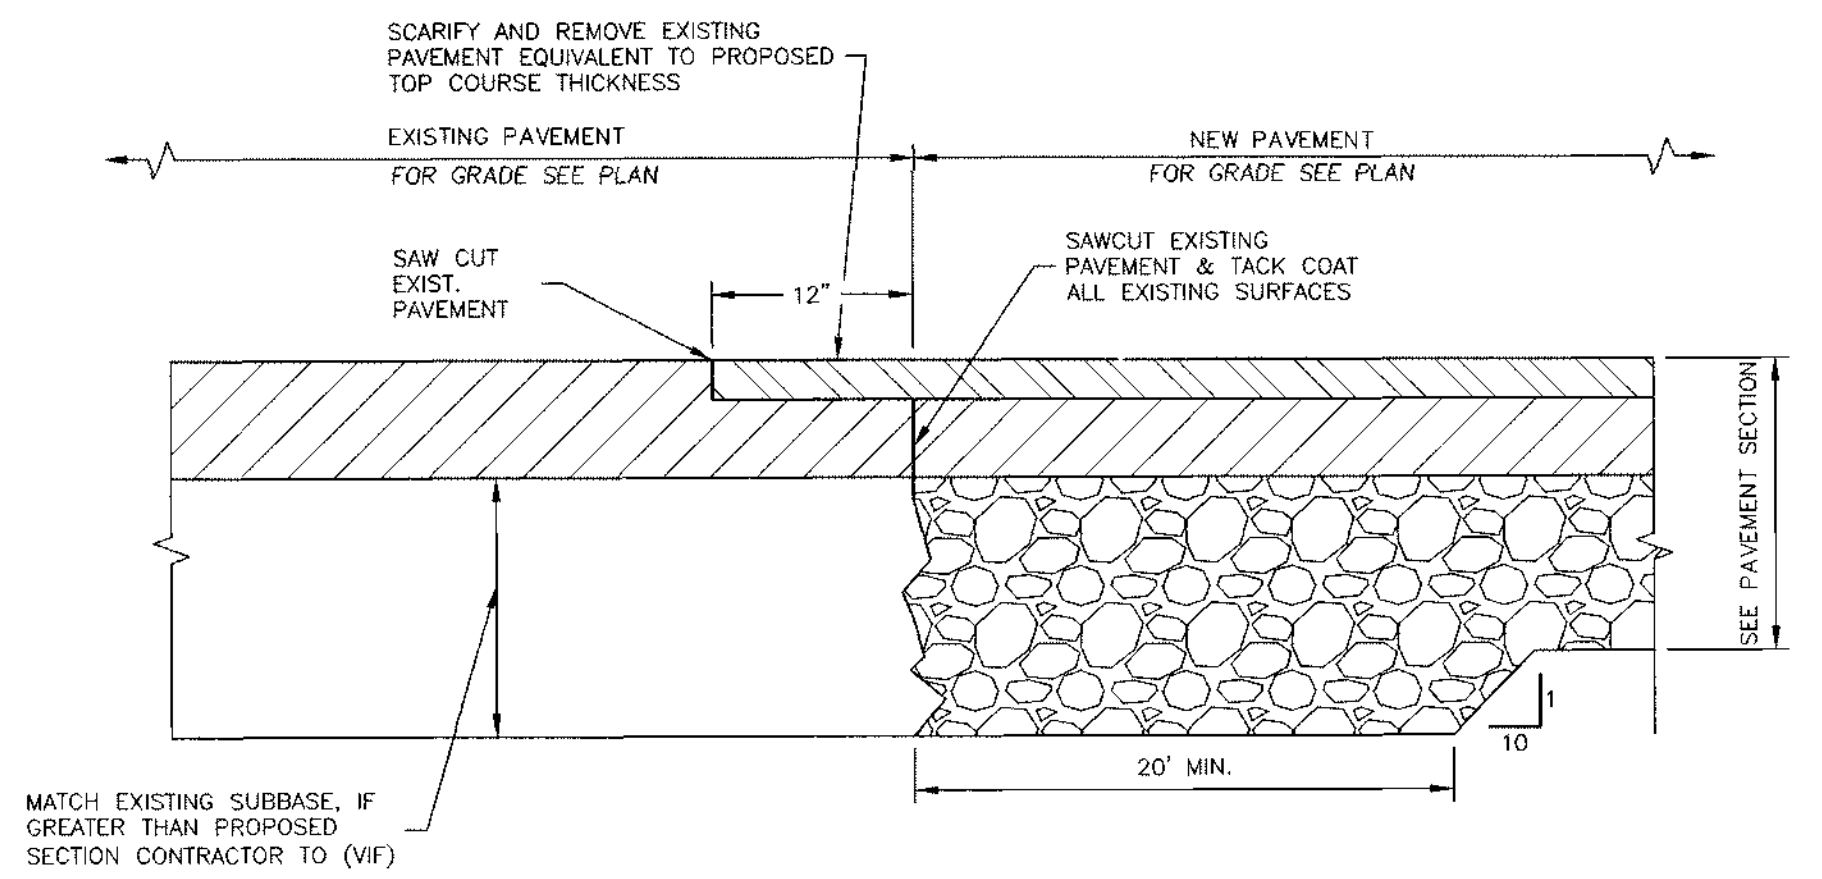 SCARIFY AND REMOVE EXISTING
PAVEMENT EQUIVALENT TO PROPOSED
TOP COURSE THICKNESS
EXISTING PAVEMENT
FOR GRADE SEE PLAN
NEW PAVEMENT
FOR GRADE SEE PLAN
SAW CUT
EXIST.
PAVEMENT
12"
SAWCUT EXISTING
PAVEMENT & TACK COAT
ALL EXISTING SURFACES
SEE PAVEMENT SECTION
1
10
20' MIN.
MATCH EXISTING SUBBASE, IF
GREATER THAN PROPOSED
SECTION CONTRACTOR TO (VIF)